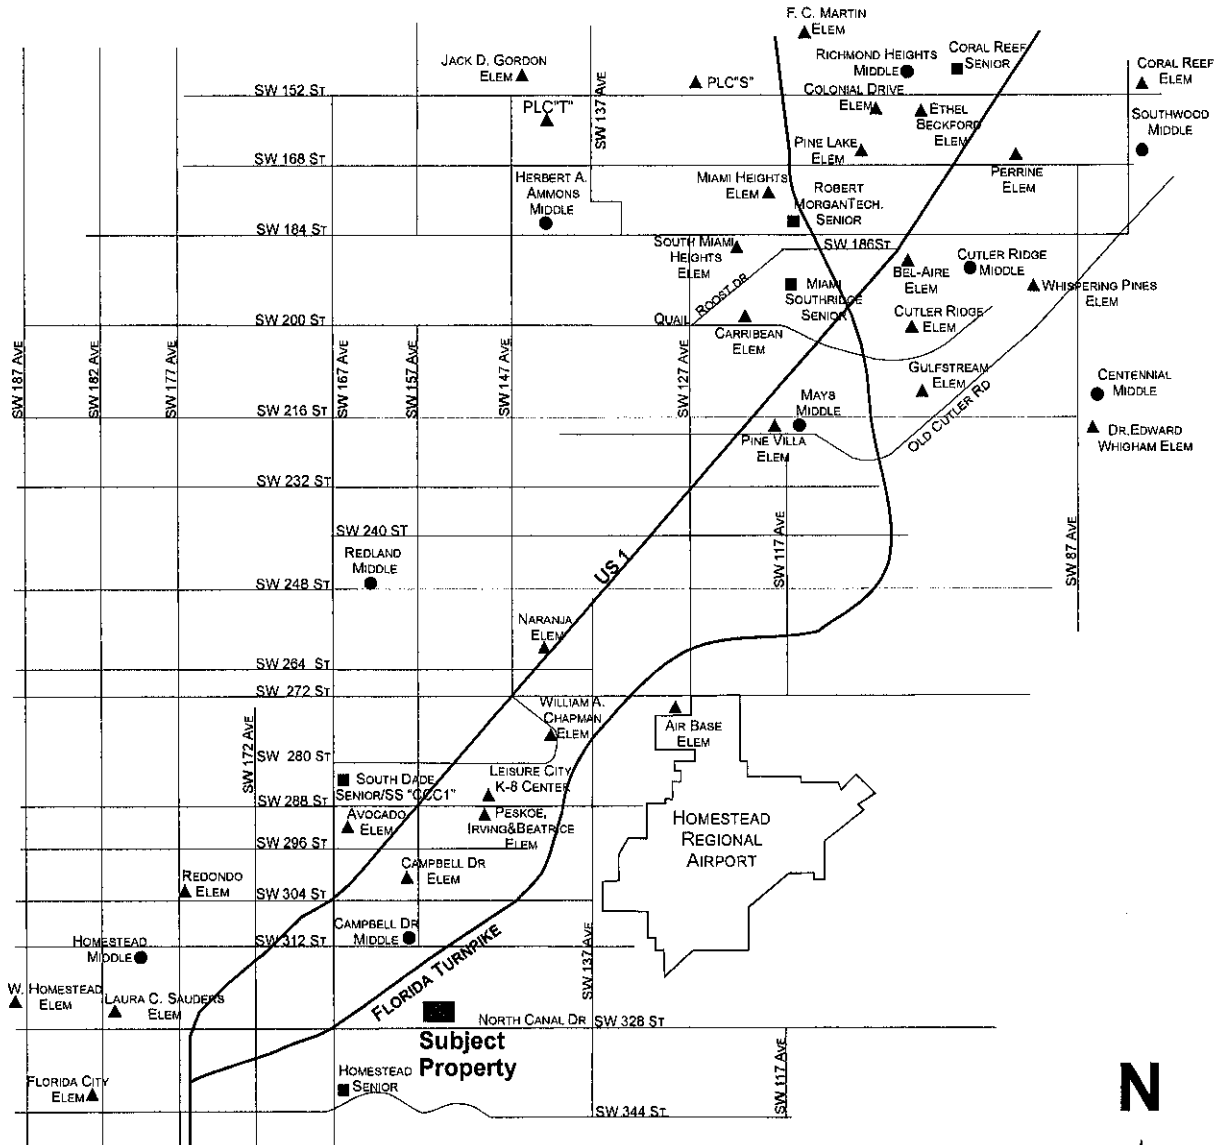 F. C. MARTIN
ELEM
JACK D. GORDON
ELEM
RICHMOND HEIGHTS
MIDDLE
CORAL REEF
SENIOR
CORAL REEF
ELEM
PLC"S"
SW 152 ST
SW 137 AVE
PLC"T"
COLONIAL DRIVE
ELEM
ETHEL
BECKFORD
ELEM
SOUTHWOOD
MIDDLE
PINE LAKE
ELEM
SW 168 ST
PERRINE
ELEM
HERBERT A.
AMMONS
MIDDLE
MIAMI HEIGHTS
ELEM
ROBERT
MORGAN TECH.
SENIOR
SW 184 ST
SOUTH MIAMI
HEIGHTS
ELEM
SW 186 ST
BEL-AIRE
ELEM
CUTLER RIDGE
MIDDLE
WHISPERING PINES
ELEM
QUAIL ROOST DR
MIAMI
SOUTHRIDGE
SENIOR
SW 200 ST
CARRIBEAN
ELEM
CUTLER RIDGE
ELEM
SW 187 AVE
SW 182 AVE
SW 177 AVE
SW 167 AVE
SW 157 AVE
SW 147 AVE
SW 127 AVE
GULFSTREAM
ELEM
CENTENNIAL
MIDDLE
SW 216 ST
MAYS
MIDDLE
OLD CUTLER RD
PINE VILLA
ELEM
DR.EDWARD
WHIGHAM ELEM
SW 232 ST
SW 240 ST
REDLAND
MIDDLE
US 1
SW 117 AVE
SW 87 AVE
SW 248 ST
NARANJA
ELEM
SW 264 ST
SW 272 ST
SW 172 AVE
WILLIAM A.
CHAPMAN
ELEM
AIR BASE
ELEM
SW 280 ST
SOUTH DADE
SENIOR/SS "CCC1"
LEISURE CITY
K-8 CENTER
SW 288 ST
AVOCADO
ELEM
PESKOE,
IRVING&BEATRICE
ELEM
HOMESTEAD
REGIONAL
AIRPORT
SW 296 ST
REDONDO
ELEM
CAMPBELL DR
ELEM
SW 304 ST
HOMESTEAD
MIDDLE
CAMPBELL DR
MIDDLE
SW 312 ST
FLORIDA TURNPIKE
SW 137 AVE
W. HOMESTEAD
ELEM
LAURA C. SAUDERS
ELEM
NORTH CANAL DR SW 328 ST
Subject
Property
SW 117 AVE
FLORIDA CITY
ELEM
HOMESTEAD
SENIOR
SW 344 ST
N